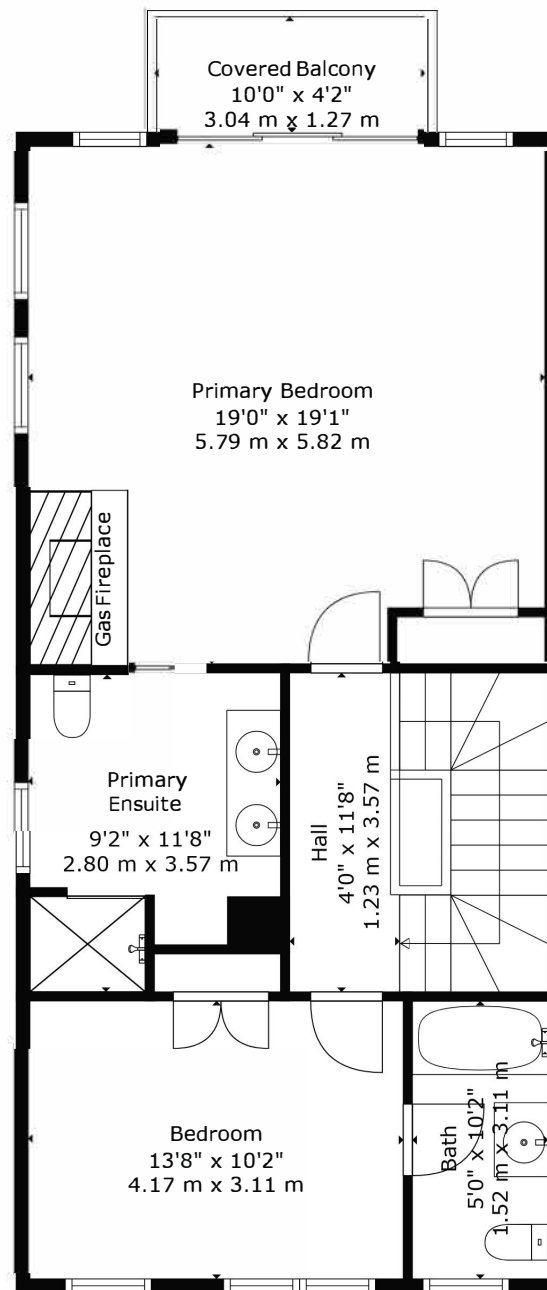 Covered Balcony
10'0" x 4'2"
3.04 m x 1.27 m
Primary Bedroom
19'0" x 19'1"
5.79 m x 5.82 m
Gas Fireplace
Primary
Ensuite
9'2" x 11'8"
2.80 m x 3.57 m
Hall
4'0" x 11'8"
1.23 m x 3.57 m
Bedroom
13'8" x 10'2"
4.17 m x 3.11 m
Bath
5'0" x 10'2"
1.52 m x 3.11 m